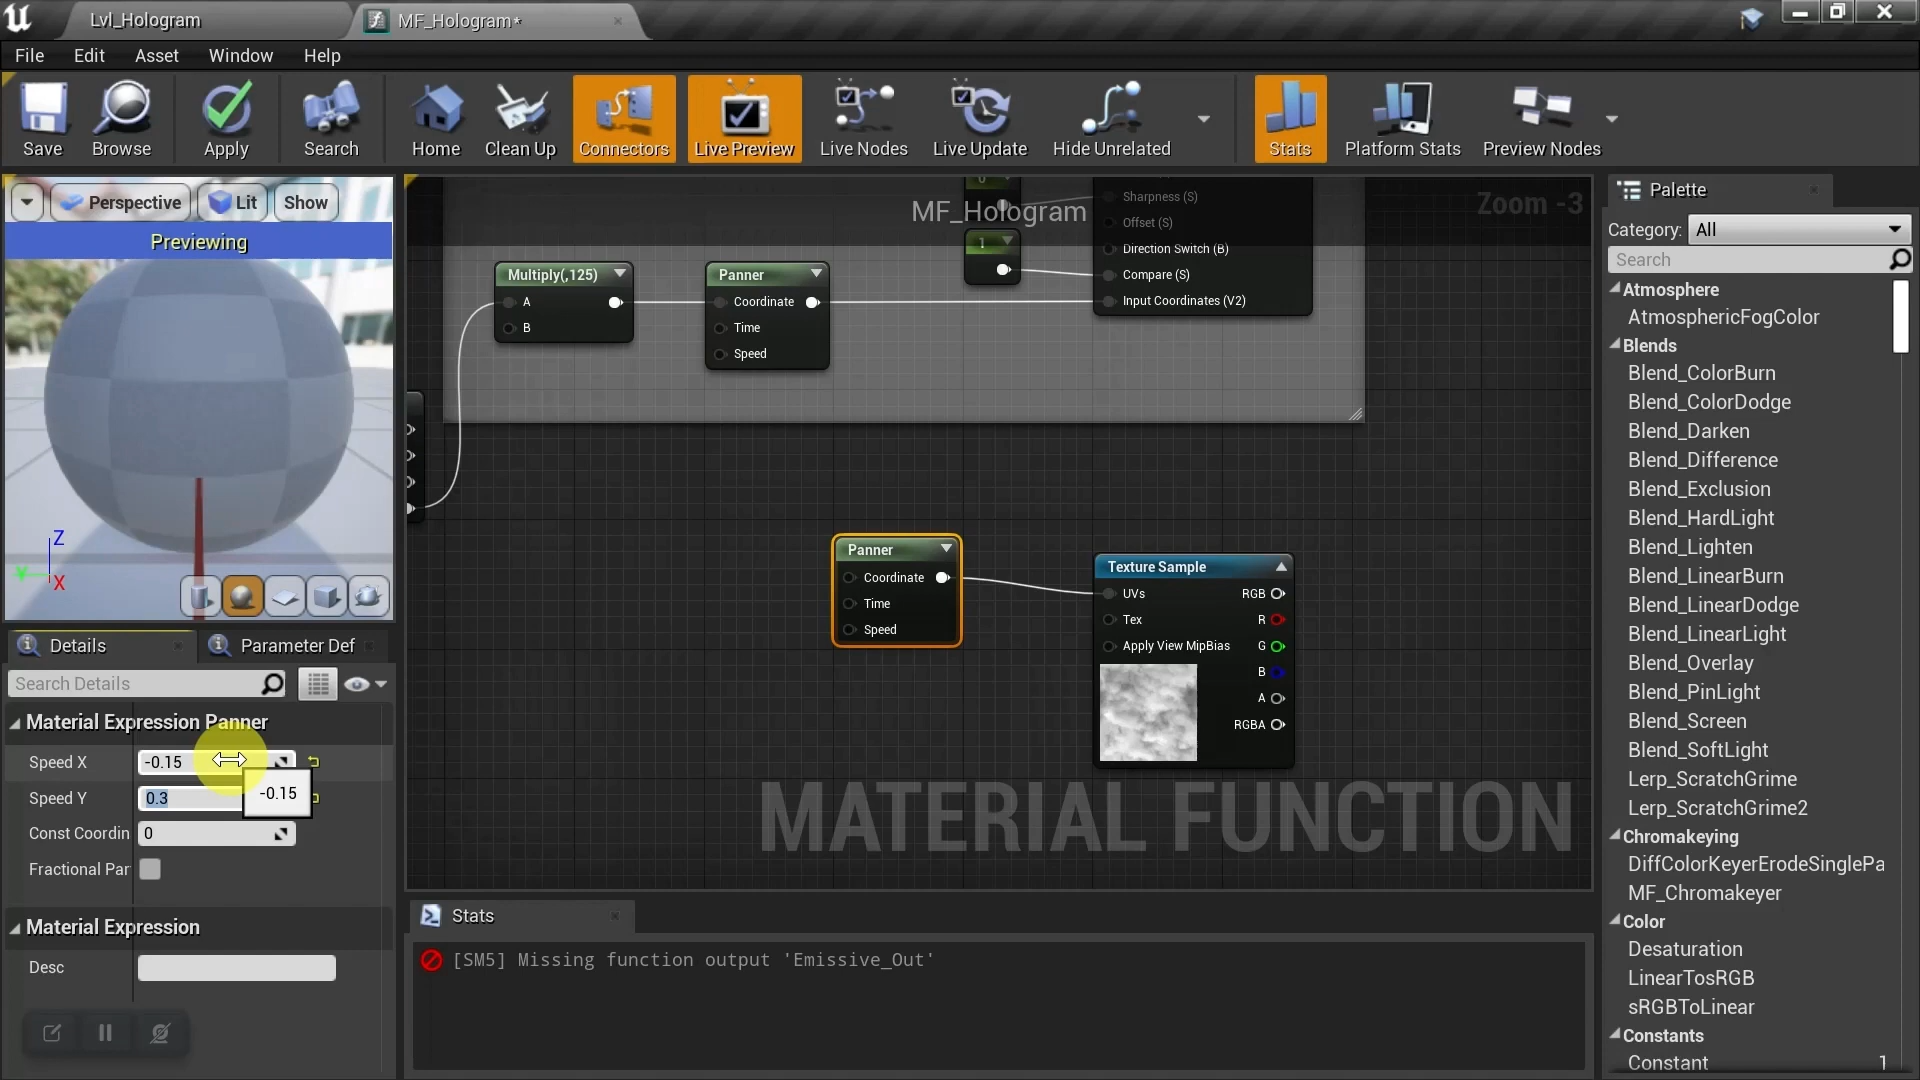 Lvl_Hologram
MF_Hologram*
File
Edit
Asset
Window
Help
Save
Browse
Apply
Search
Home
Clean Up
Connectors
Live Preview
Live Nodes
Live Update
Hide Unrelated
Stats
Platform Stats
Preview Nodes
Perspective
Lit
Show
Previewing
Z
Y
X
Details
Parameter Def
Search Details
Material Expression Panner
Speed X
-0.15
Speed Y
0.3
-0.15
Const Coordin
0
Fractional Par
Material Expression
Desc
MF_Hologram
Zoom -3
0
Sharpness (S)
Offset (S)
1
Direction Switch (B)
Compare (S)
Input Coordinates (V2)
Multiply(,125)
A
B
Panner
Coordinate
Time
Speed
Panner
Coordinate
Time
Speed
Texture Sample
UVs
RGB
Tex
R
Apply View MipBias
G
B
A
RGBA
MATERIAL FUNCTION
Stats
[SM5] Missing function output 'Emissive_Out'
Palette
Category:
All
Search
Atmosphere
AtmosphericFogColor
Blends
Blend_ColorBurn
Blend_ColorDodge
Blend_Darken
Blend_Difference
Blend_Exclusion
Blend_HardLight
Blend_Lighten
Blend_LinearBurn
Blend_LinearDodge
Blend_LinearLight
Blend_Overlay
Blend_PinLight
Blend_Screen
Blend_SoftLight
Lerp_ScratchGrime
Lerp_ScratchGrime2
Chromakeying
DiffColorKeyerErodeSinglePa
MF_Chromakeyer
Color
Desaturation
LinearTosRGB
sRGBToLinear
Constants
Constant
1